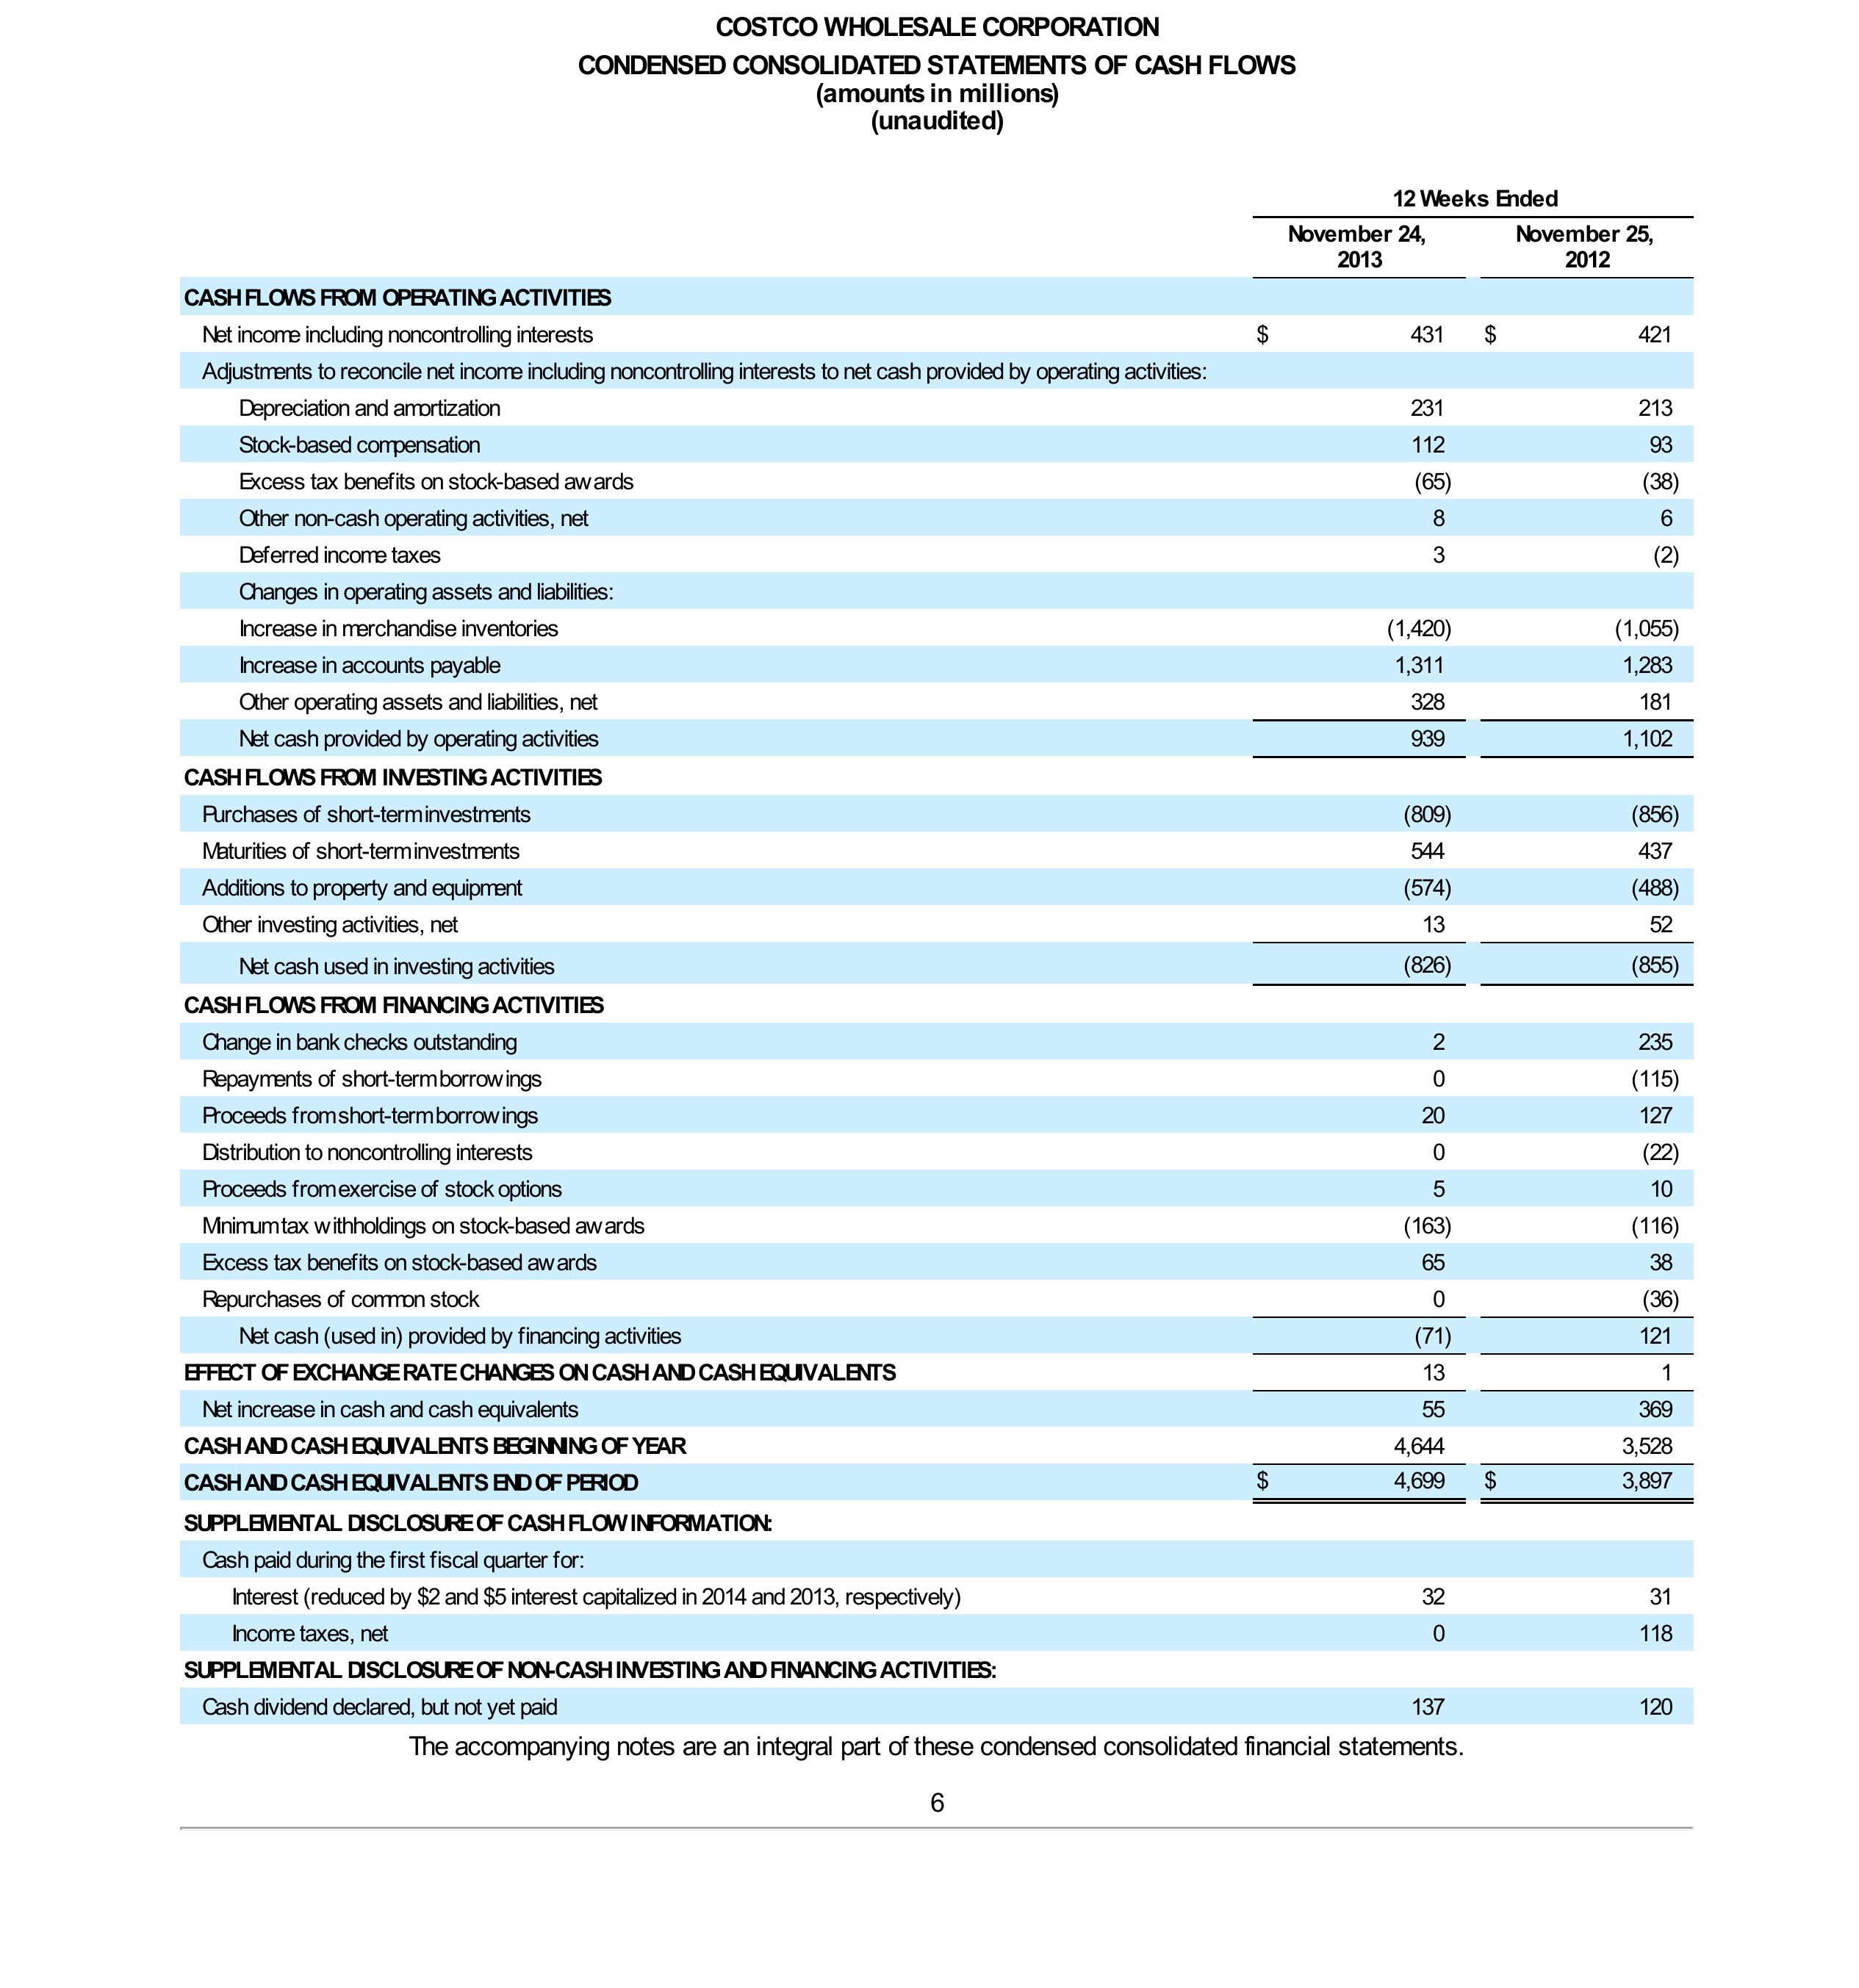 COSTCO WHOLESALE CORPORATION
CONDENSED CONSOLIDATED STATEMENTS OF CASH FLOWS
(amounts in millions)
(unaudited)
12 Weeks Ended
November 24, 2013 November 25, 2012
CASH FLOWS FROM OPERATING ACTIVITIES
Net income including noncontrolling interests $ 431 $ 421
Adjustments to reconcile net income including noncontrolling interests to net cash provided by operating activities:
Depreciation and amortization 231 213
Stock-based compensation 112 93
Excess tax benefits on stock-based awards (65) (38)
Other non-cash operating activities, net 8 6
Deferred income taxes 3 (2)
Changes in operating assets and liabilities:
Increase in merchandise inventories (1,420) (1,055)
Increase in accounts payable 1,311 1,283
Other operating assets and liabilities, net 328 181
Net cash provided by operating activities 939 1,102
CASH FLOWS FROM INVESTING ACTIVITIES
Purchases of short-term investments (809) (856)
Maturities of short-term investments 544 437
Additions to property and equipment (574) (488)
Other investing activities, net 13 52
Net cash used in investing activities (826) (855)
CASH FLOWS FROM FINANCING ACTIVITIES
Change in bank checks outstanding 2 235
Repayments of short-term borrowings 0 (115)
Proceeds from short-term borrowings 20 127
Distribution to noncontrolling interests 0 (22)
Proceeds from exercise of stock options 5 10
Minimum tax withholdings on stock-based awards (163) (116)
Excess tax benefits on stock-based awards 65 38
Repurchases of common stock 0 (36)
Net cash (used in) provided by financing activities (71) 121
EFFECT OF EXCHANGE RATE CHANGES ON CASH AND CASH EQUIVALENTS 13 1
Net increase in cash and cash equivalents 55 369
CASH AND CASH EQUIVALENTS BEGINNING OF YEAR 4,644 3,528
CASH AND CASH EQUIVALENTS END OF PERIOD $ 4,699 $ 3,897
SUPPLEMENTAL DISCLOSURE OF CASH FLOW INFORMATION:
Cash paid during the first fiscal quarter for:
Interest (reduced by $2 and $5 interest capitalized in 2014 and 2013, respectively) 32 31
Income taxes, net 0 118
SUPPLEMENTAL DISCLOSURE OF NON-CASH INVESTING AND FINANCING ACTIVITIES:
Cash dividend declared, but not yet paid 137 120
The accompanying notes are an integral part of these condensed consolidated financial statements.
6